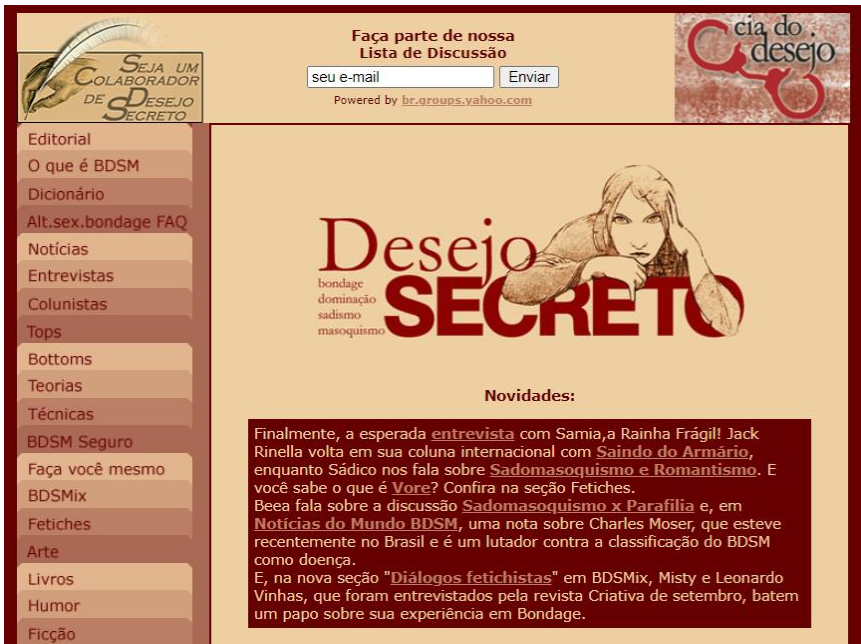 SEJA UM
COLABORADOR
DE DESEJO
SECRETO
Faça parte de nossa
Lista de Discussão
seu e-mail
Enviar
Powered by br.groups.yahoo.com
cia do
desejo
Editorial
O que é BDSM
Dicionário
Alt.sex.bondage FAQ
Notícias
Entrevistas
Colunistas
Tops
Bottoms
Teorias
Técnicas
BDSM Seguro
Faça você mesmo
BDSMix
Fetiches
Arte
Livros
Humor
Ficção
Desejo
bondage
dominação
sadismo
masoquismo
SECRETO
Novidades:
Finalmente, a esperada entrevista com Samia,a Rainha Frágil! Jack
Rinella volta em sua coluna internacional com Saindo do Armário,
enquanto Sádico nos fala sobre Sadomasoquismo e Romantismo. E
você sabe o que é Vore? Confira na seção Fetiches.
Beea fala sobre a discussão Sadomasoquismo x Parafilia e, em
Notícias do Mundo BDSM, uma nota sobre Charles Moser, que esteve
recentemente no Brasil e é um lutador contra a classificação do BDSM
como doença.
E, na nova seção "Diálogos fetichistas" em BDSMix, Misty e Leonardo
Vinhas, que foram entrevistados pela revista Criativa de setembro, batem
um papo sobre sua experiência em Bondage.